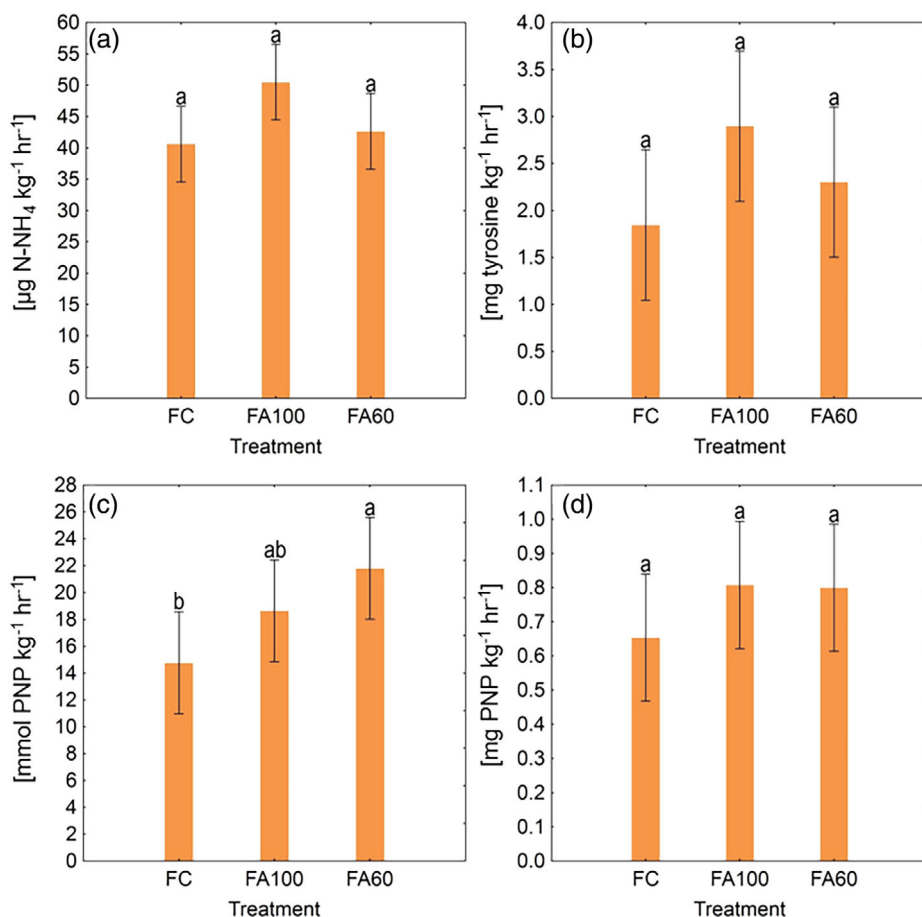 (a)
60
55
50
45
40
35
30
25
20
15
10
5
0
[µg N-NH₄ kg⁻¹ hr⁻¹]
a
a
a
FC FA100 FA60
Treatment
(b)
4.0
3.5
3.0
2.5
2.0
1.5
1.0
0.5
0.0
[mg tyrosine kg⁻¹ hr⁻¹]
a
a
a
FC FA100 FA60
Treatment
(c)
28
26
24
22
20
18
16
14
12
10
8
6
4
2
0
[mmol PNP kg⁻¹ hr⁻¹]
b
ab
a
FC FA100 FA60
Treatment
(d)
1.1
1.0
0.9
0.8
0.7
0.6
0.5
0.4
0.3
0.2
0.1
0.0
[mg PNP kg⁻¹ hr⁻¹]
a
a
a
FC FA100 FA60
Treatment